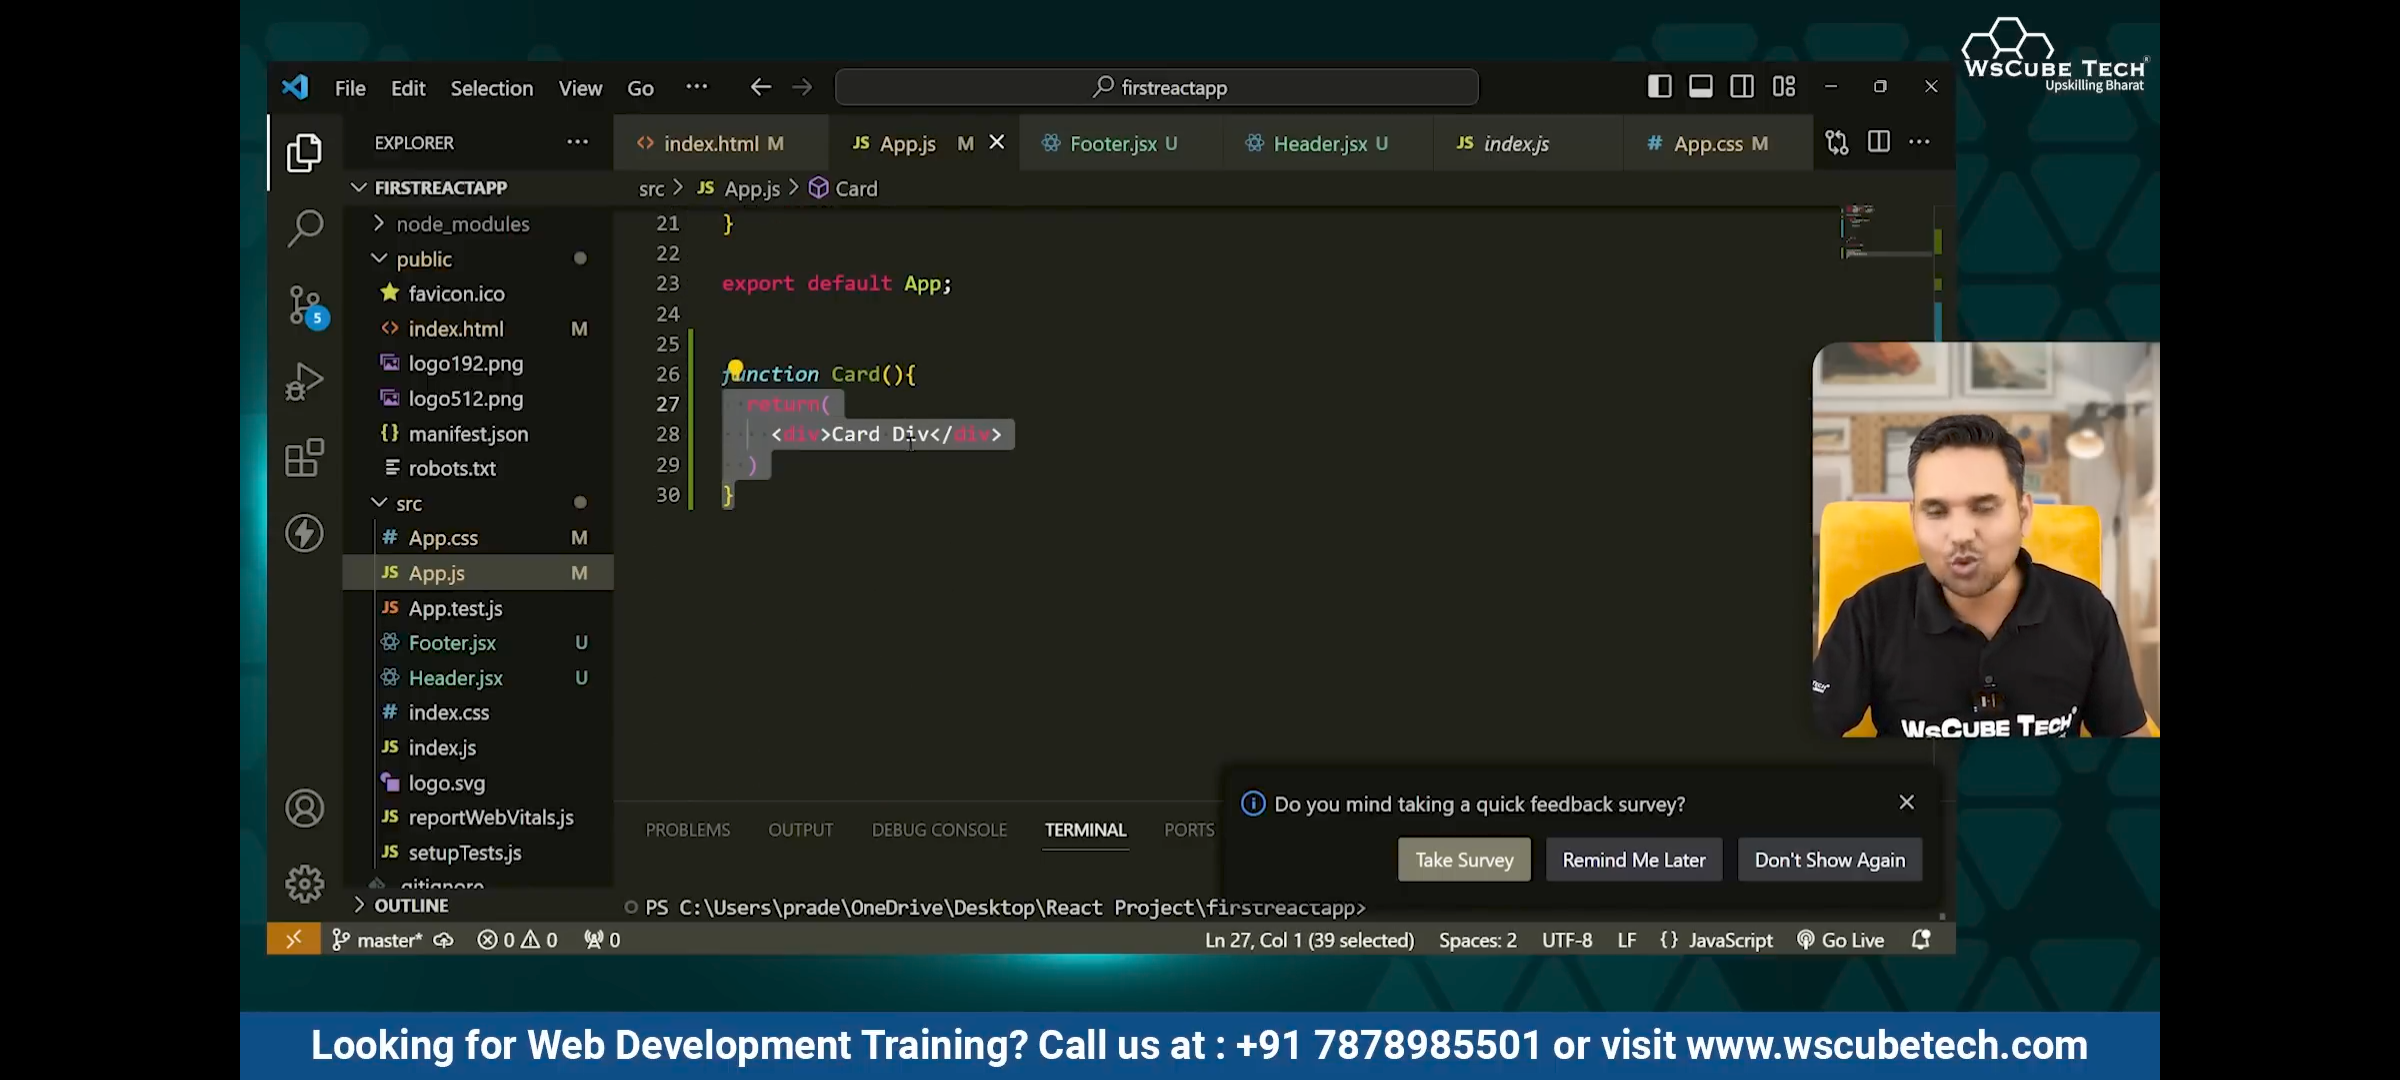 WsCube Tech
Upskilling Bharat
File Edit Selection View Go ··· firstreactapp
EXPLORER
index.html M
App.js M
Footer.jsx U
Header.jsx U
index.js
App.css M
FIRSTREACTAPP
src > JS App.js > Card
node_modules
public
favicon.ico
index.html M
logo192.png
logo512.png
manifest.json
robots.txt
src
App.css M
App.js M
App.test.js
Footer.jsx U
Header.jsx U
index.css
index.js
logo.svg
reportWebVitals.js
setupTests.js
.gitignore
OUTLINE
21 }
22
23 export default App;
24
25
26 function Card(){
27 return(
28 <div>Card Div</div>
29 )
30 }
5
WsCube Tech
Do you mind taking a quick feedback survey?
Take Survey Remind Me Later Don't Show Again
PROBLEMS OUTPUT DEBUG CONSOLE TERMINAL PORTS
PS C:\Users\prade\OneDrive\Desktop\React Project\firstreactapp>
master* 0 0 0 Ln 27, Col 1 (39 selected) Spaces: 2 UTF-8 LF {} JavaScript Go Live
Looking for Web Development Training? Call us at : +91 7878985501 or visit www.wscubetech.com